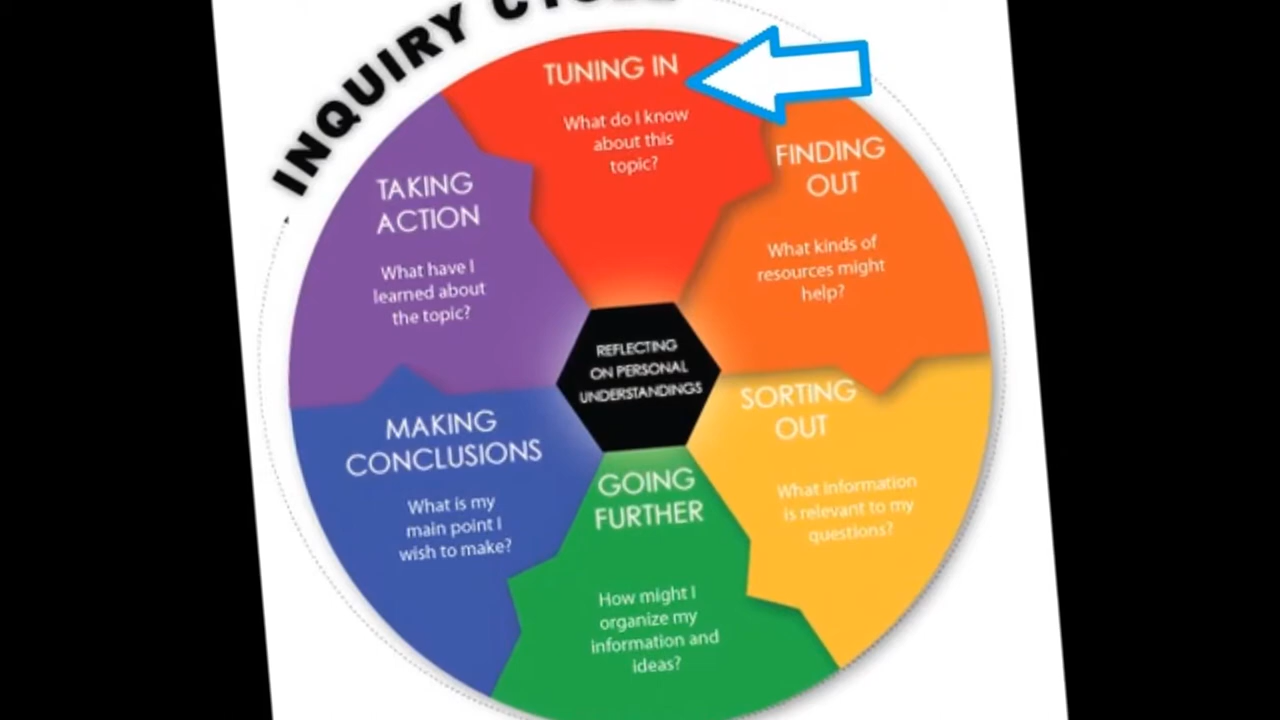 INQUIRY
TUNING IN
What do I know
about this
topic?
FINDING
OUT
What kinds of
resources might
help?
SORTING
OUT
What information
is relevant to my
questions?
GOING
FURTHER
How might I
organize my
information and
ideas?
MAKING
CONCLUSIONS
What is my
main point I
wish to make?
TAKING
ACTION
What have I
learned about
the topic?
REFLECTING
ON PERSONAL
UNDERSTANDINGS